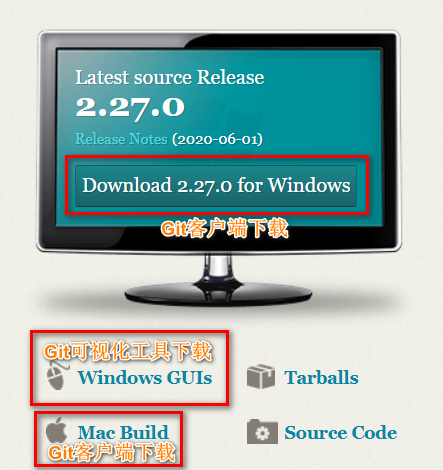 Latest source Release
2.27.0
Release Notes (2020-06-01)
Download 2.27.0 for Windows
Git客户端下载
Git可视化工具下载
Windows GUIs
Tarballs
Mac Build
Source Code
Git客户端下载